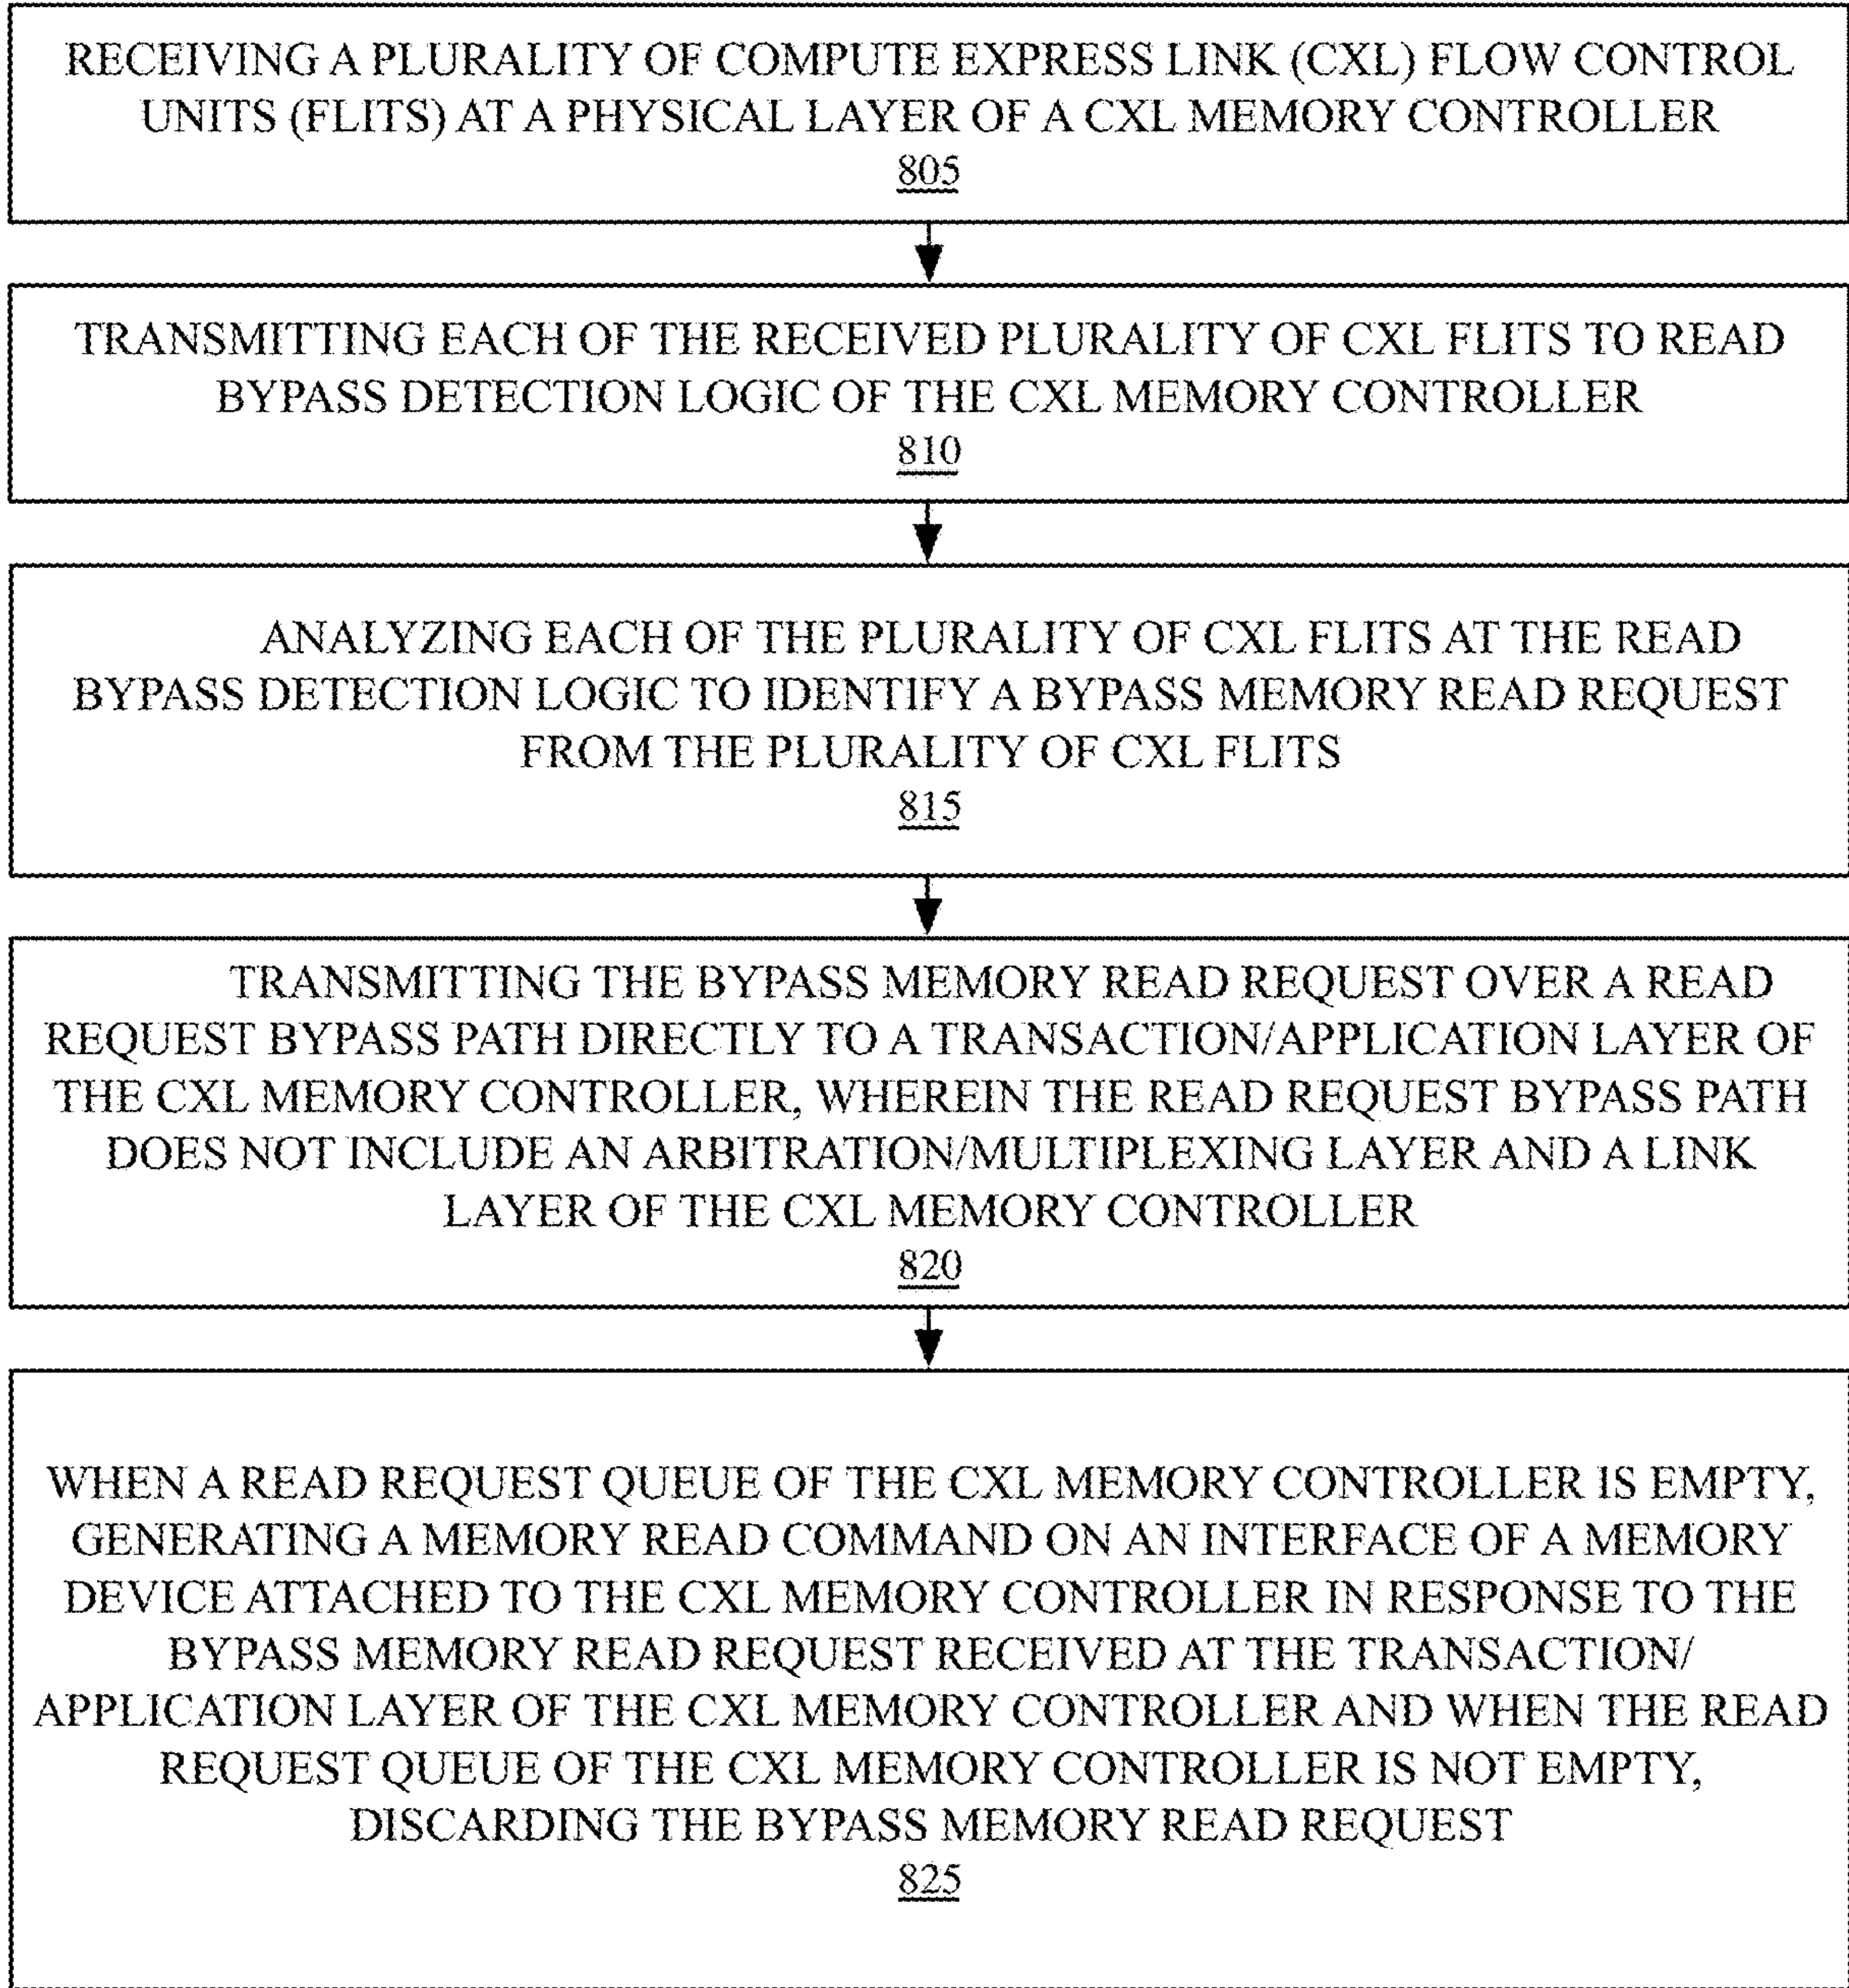 RECEIVING A PLURALITY OF COMPUTE EXPRESS LINK (CXL) FLOW CONTROL
UNITS (FLITS) AT A PHYSICAL LAYER OF A CXL MEMORY CONTROLLER
805
TRANSMITTING EACH OF THE RECEIVED PLURALITY OF CXL FLITS TO READ
BYPASS DETECTION LOGIC OF THE CXL MEMORY CONTROLLER
810
ANALYZING EACH OF THE PLURALITY OF CXL FLITS AT THE READ
BYPASS DETECTION LOGIC TO IDENTIFY A BYPASS MEMORY READ REQUEST
FROM THE PLURALITY OF CXL FLITS
815
TRANSMITTING THE BYPASS MEMORY READ REQUEST OVER A READ
REQUEST BYPASS PATH DIRECTLY TO A TRANSACTION/APPLICATION LAYER OF
THE CXL MEMORY CONTROLLER, WHEREIN THE READ REQUEST BYPASS PATH
DOES NOT INCLUDE AN ARBITRATION/MULTIPLEXING LAYER AND A LINK
LAYER OF THE CXL MEMORY CONTROLLER
820
WHEN A READ REQUEST QUEUE OF THE CXL MEMORY CONTROLLER IS EMPTY,
GENERATING A MEMORY READ COMMAND ON AN INTERFACE OF A MEMORY
DEVICE ATTACHED TO THE CXL MEMORY CONTROLLER IN RESPONSE TO THE
BYPASS MEMORY READ REQUEST RECEIVED AT THE TRANSACTION/
APPLICATION LAYER OF THE CXL MEMORY CONTROLLER AND WHEN THE READ
REQUEST QUEUE OF THE CXL MEMORY CONTROLLER IS NOT EMPTY,
DISCARDING THE BYPASS MEMORY READ REQUEST
825